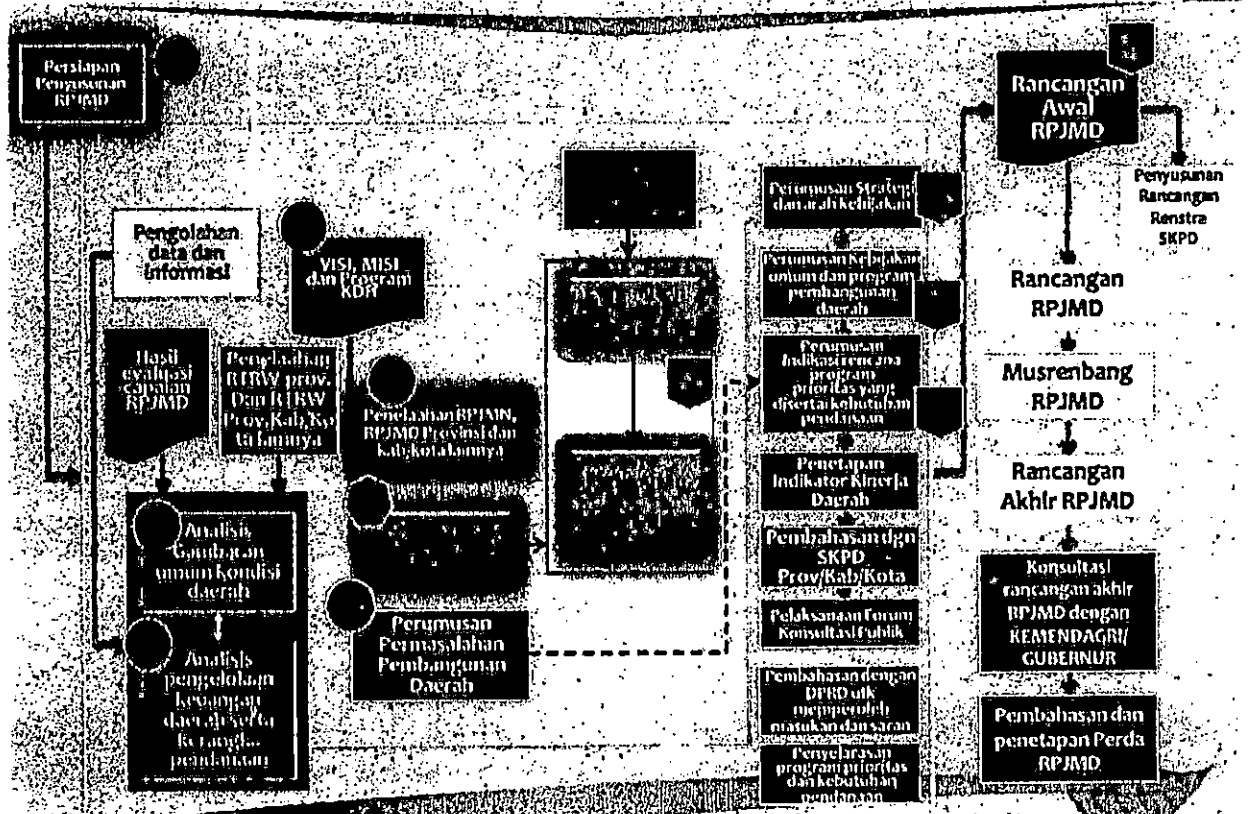 Persiapan
Penyusunan
RPJMD
Pengolahan
data dan
informasi
VISI, MISI
dan Program
KDH
Hasil
evaluasi
capaian
RPJMD
Penelaahan
RTRW prov.
Dan RTRW
Prov,Kab/Ko
ta lainnya
Penelaahan RPJMN,
RPJMD Provinsi dan
kab/kota lainnya
Analisis
Gambaran
umum kondisi
daerah
Analisis
pengelolaan
keuangan
daerah serta
kerangka
pendanaan
Perumusan
Permasalahan
Pembangunan
Daerah
Perumusan Strategi
dan arah kebijakan
Perumusan Kebijakan
umum dan program
pembangunan
daerah
Perumusan
Indikasi rencana
program
prioritas yang
disertai kebutuhan
pendanaan
Penetapan
Indikator Kinerja
Daerah
Pembahasan dgn
SKPD
Prov/Kab/Kota
Pelaksanaan Forum
Konsultasi Publik
Pembahasan dengan
DPRD utk
memperoleh
masukan dan saran
Penyelarasan
program prioritas
dan kebutuhan
pendanaan
Rancangan
Awal
RPJMD
Penyusunan
Rancangan
Renstra
SKPD
Rancangan
RPJMD
Musrenbang
RPJMD
Rancangan
Akhir RPJMD
Konsultasi
rancangan akhir
RPJMD dengan
KEMENDAGRI/
GUBERNUR
Pembahasan dan
penetapan Perda
RPJMD